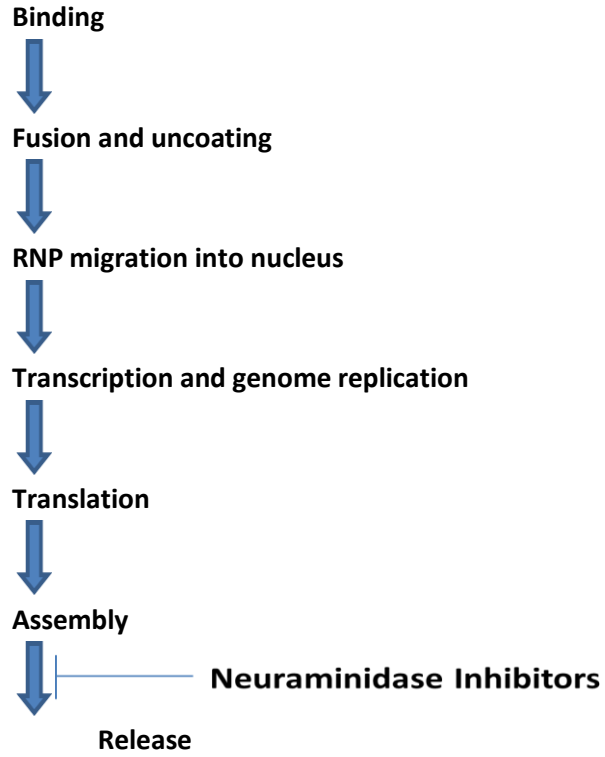 Binding
Fusion and uncoating
RNP migration into nucleus
Transcription and genome replication
Translation
Assembly
Neuraminidase Inhibitors
Release